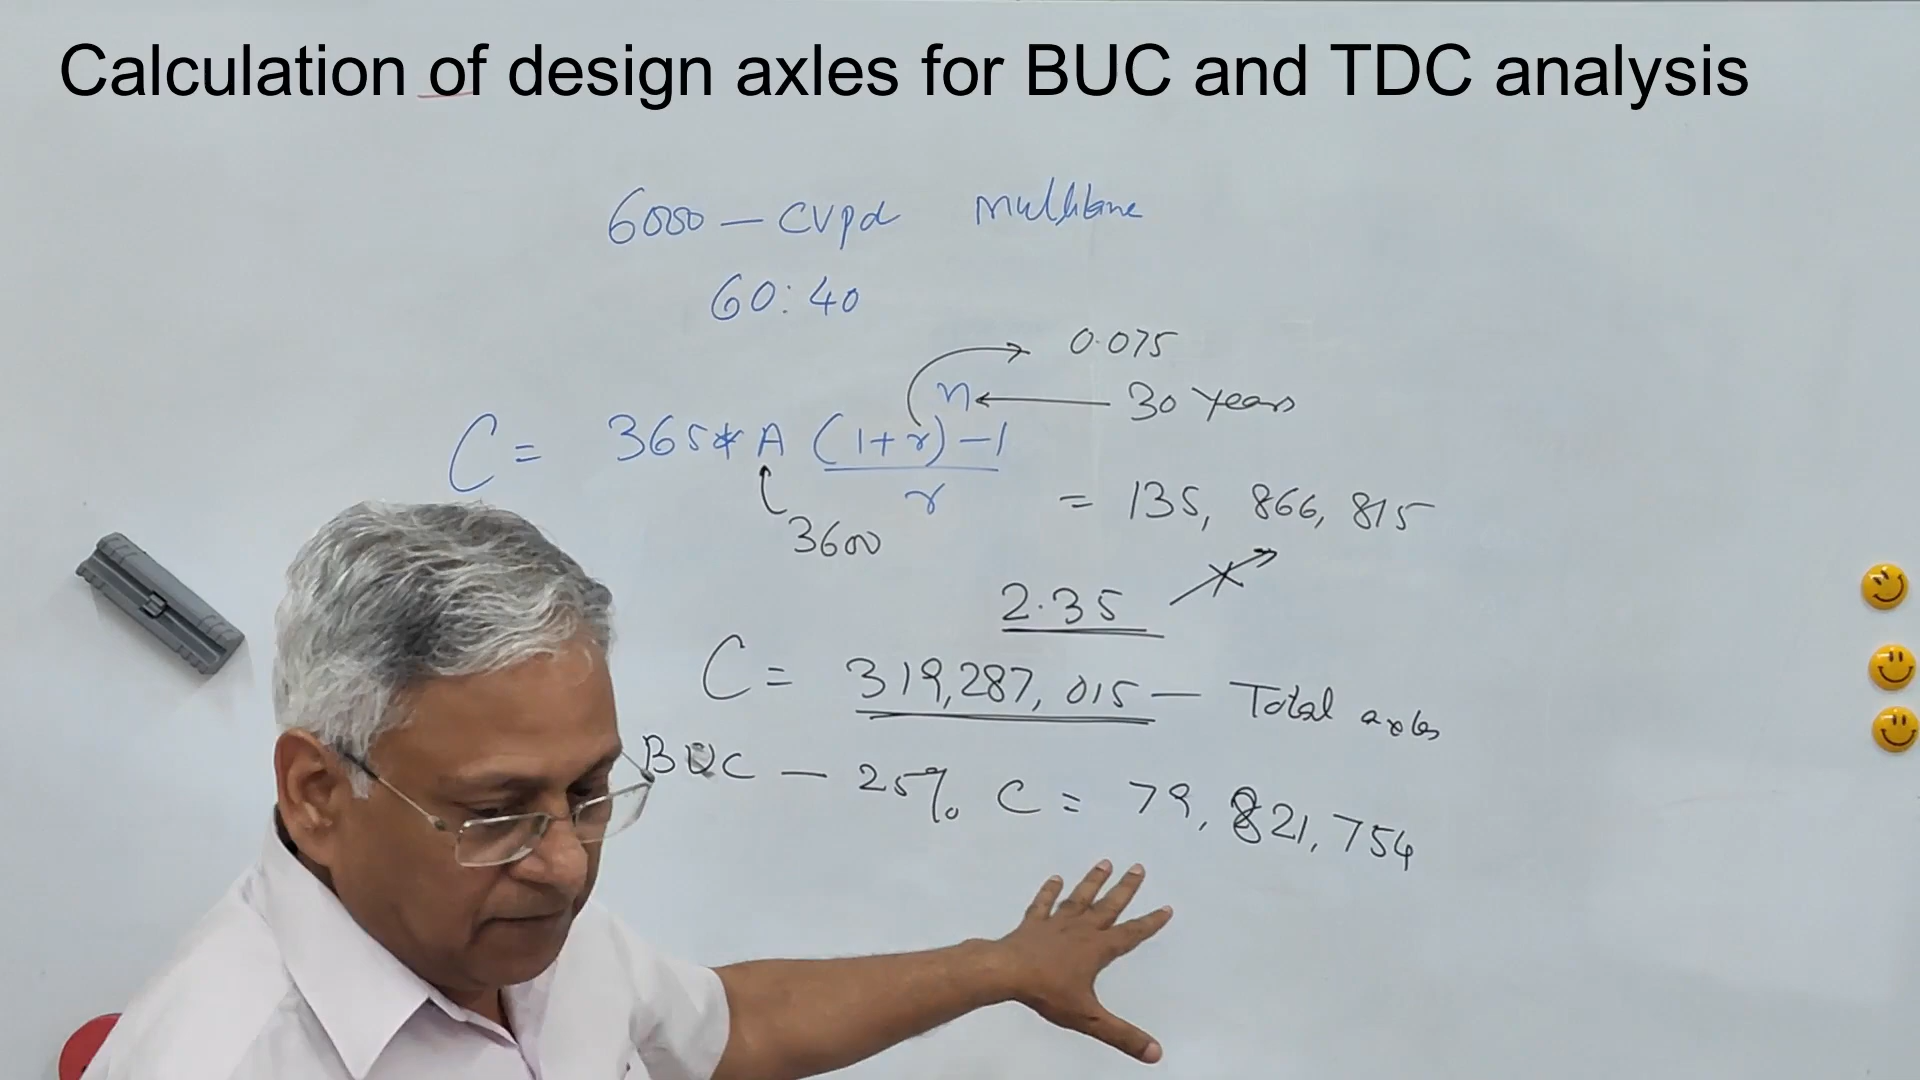 Calculation of design axles for BUC and TDC analysis
6000 – CVPd multilane
60:40
0.075
n ← 30 Years
C = 365* A (1+r) -1
r
3600
= 135, 866, 815
2.35
C = 319,287, 015 — Total axles
BUC – 25% C = 79, 821, 754